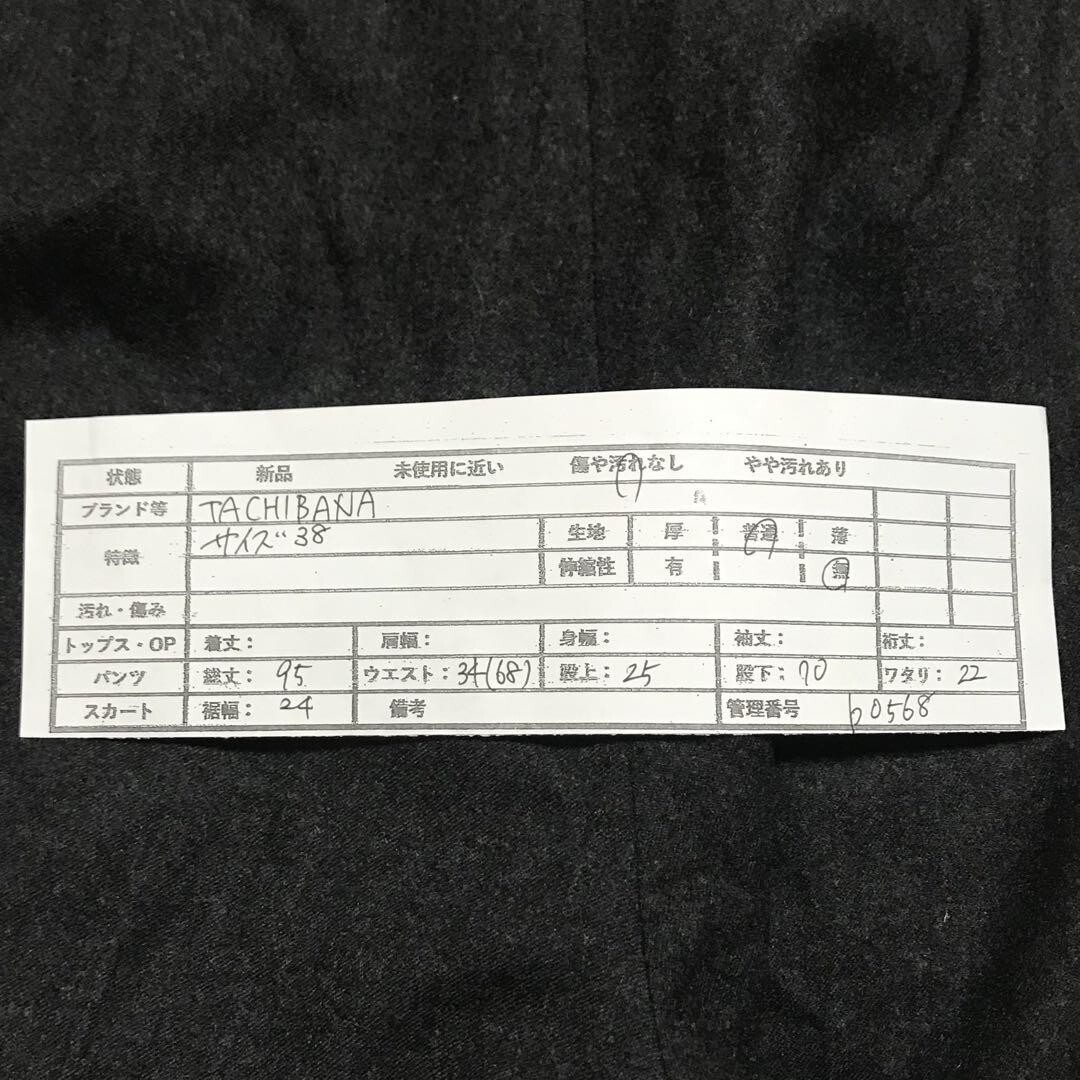 状態 新品 未使用に近い 傷や汚れなし やや汚れあり
ブランド等 TACHIBANA
特徴 サイズ38 生地 厚 普通 薄
伸縮性 有 無
汚れ・傷み
トップス・OP 着丈： 肩幅： 身幅： 袖丈： 裄丈：
パンツ 総丈： 95 ウエスト：34(68) 股上： 25 股下： 70 ワタリ： 22
スカート 裾幅： 24 備考 管理番号 b0568